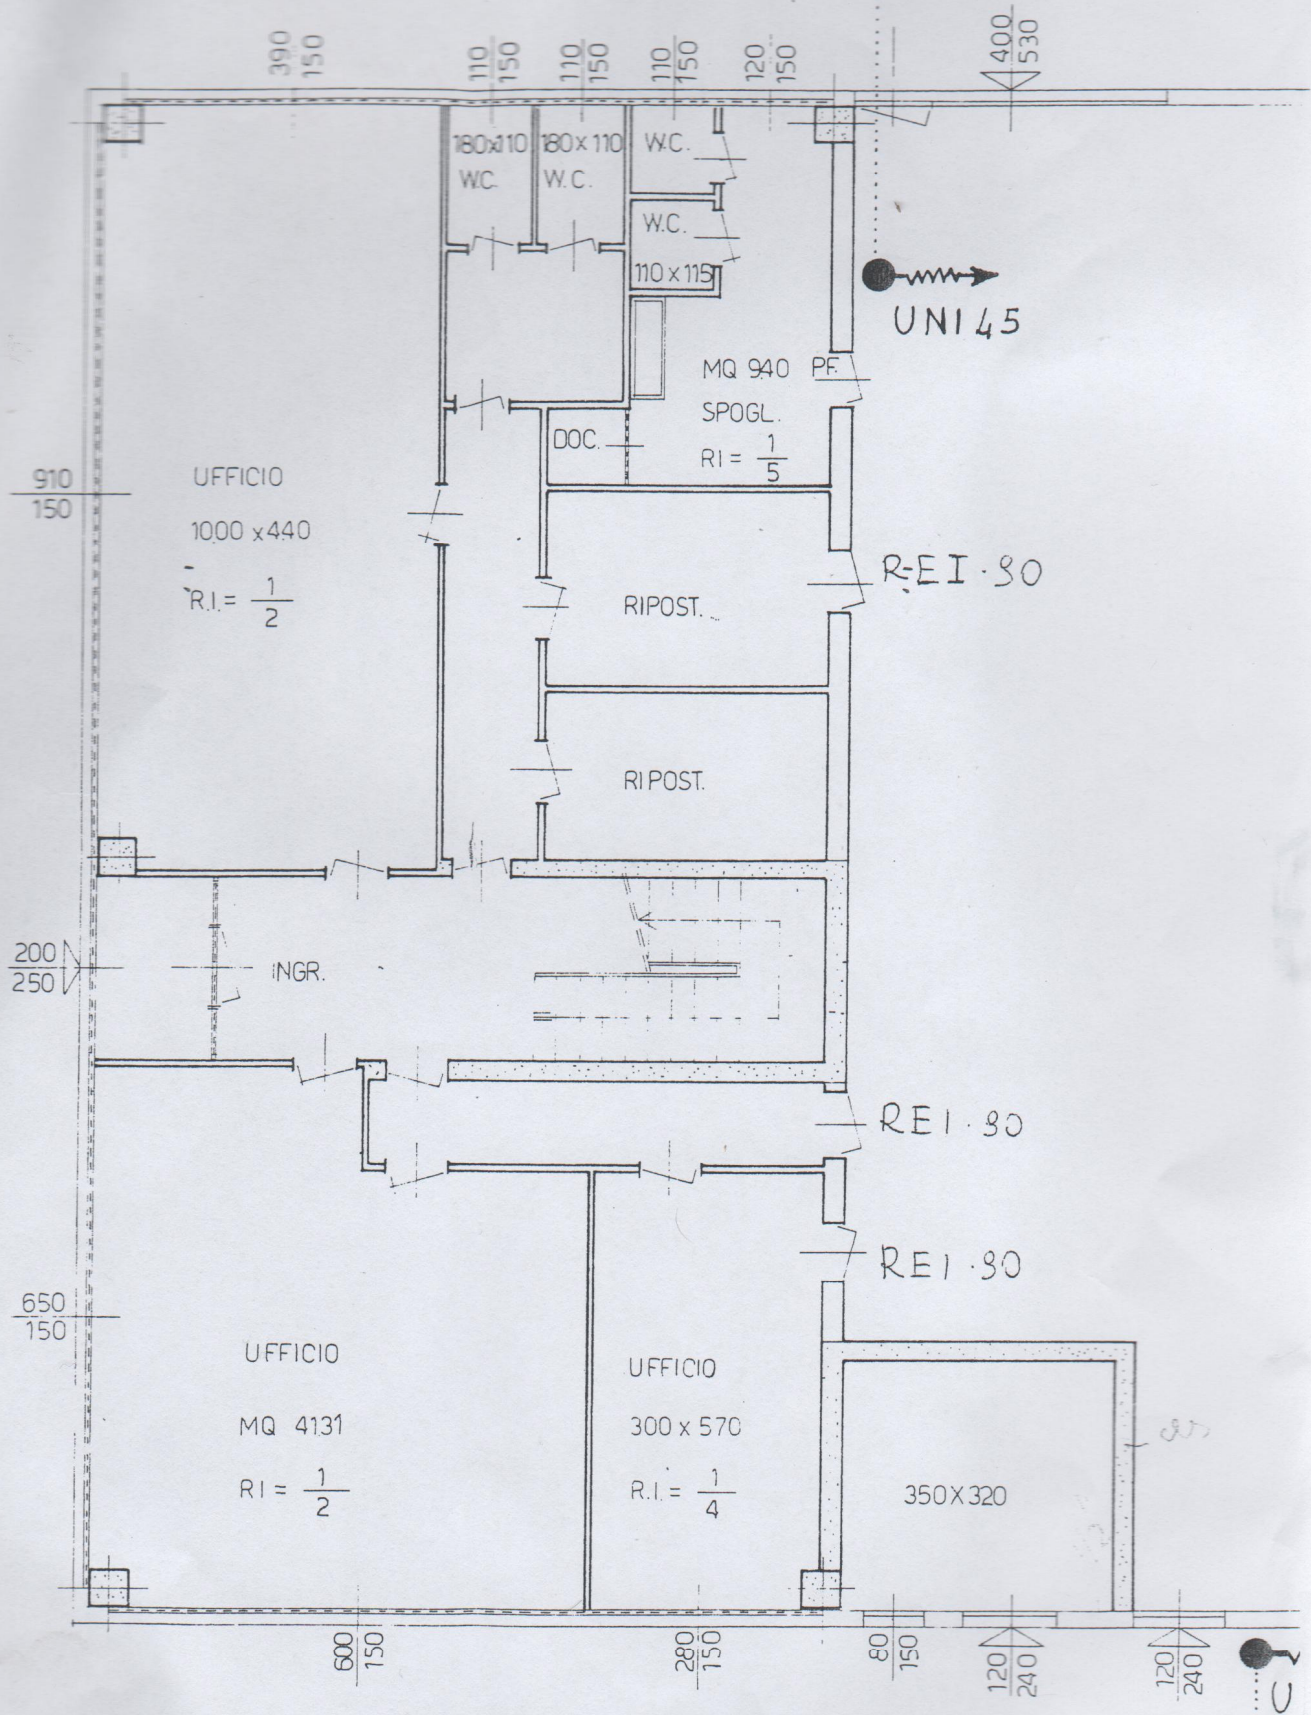 390
150
110
150
110
150
110
150
120
150
400
530
180x110
W.C.
180x110
W.C.
W.C.
W.C.
110x115
UNI 45
MQ 9.40 PF.
SPOGL.
RI = 1/5
DOC.
910
150
UFFICIO
10.00 x 4.40
R.I. = 1/2
RIPOST.
REI.90
RIPOST.
200
250
INGR.
REI.90
REI.90
650
150
UFFICIO
MQ 41.31
RI = 1/2
UFFICIO
300 x 570
R.I. = 1/4
350X320
600
150
280
150
80
150
120
240
120
240